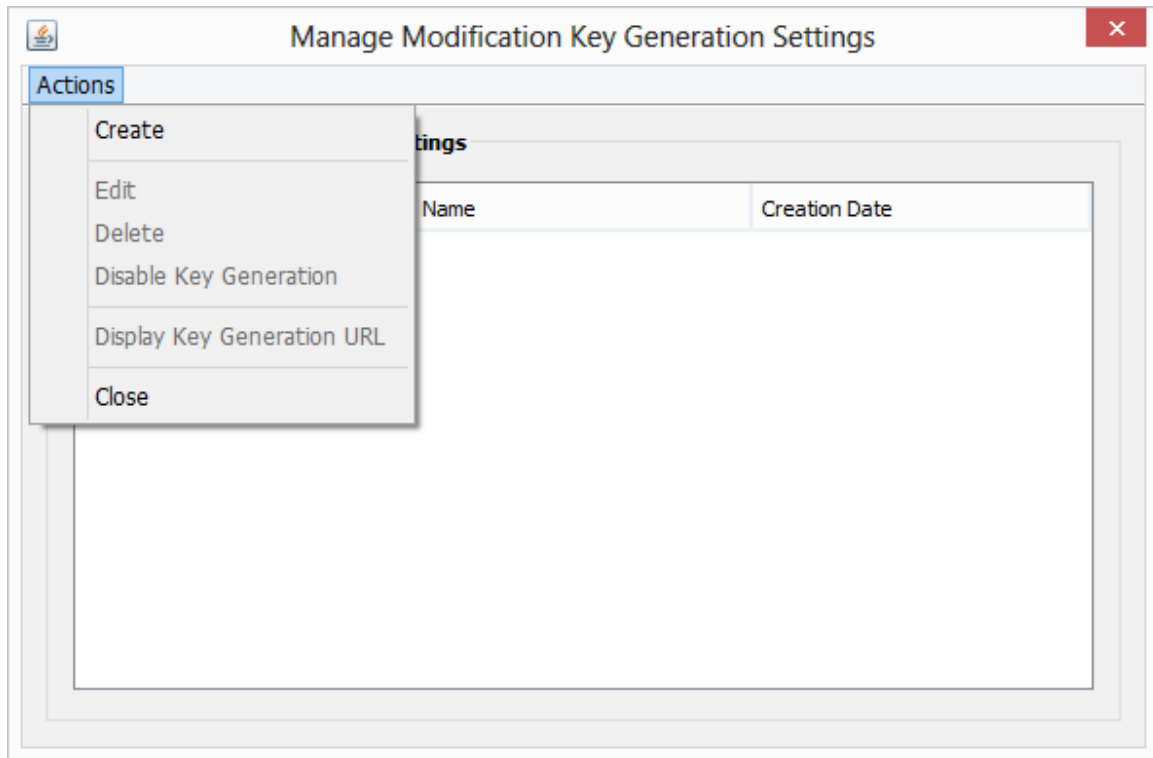 Manage Modification Key Generation Settings
Actions
Create
Edit
Delete
Disable Key Generation
Display Key Generation URL
Close
Name
Creation Date